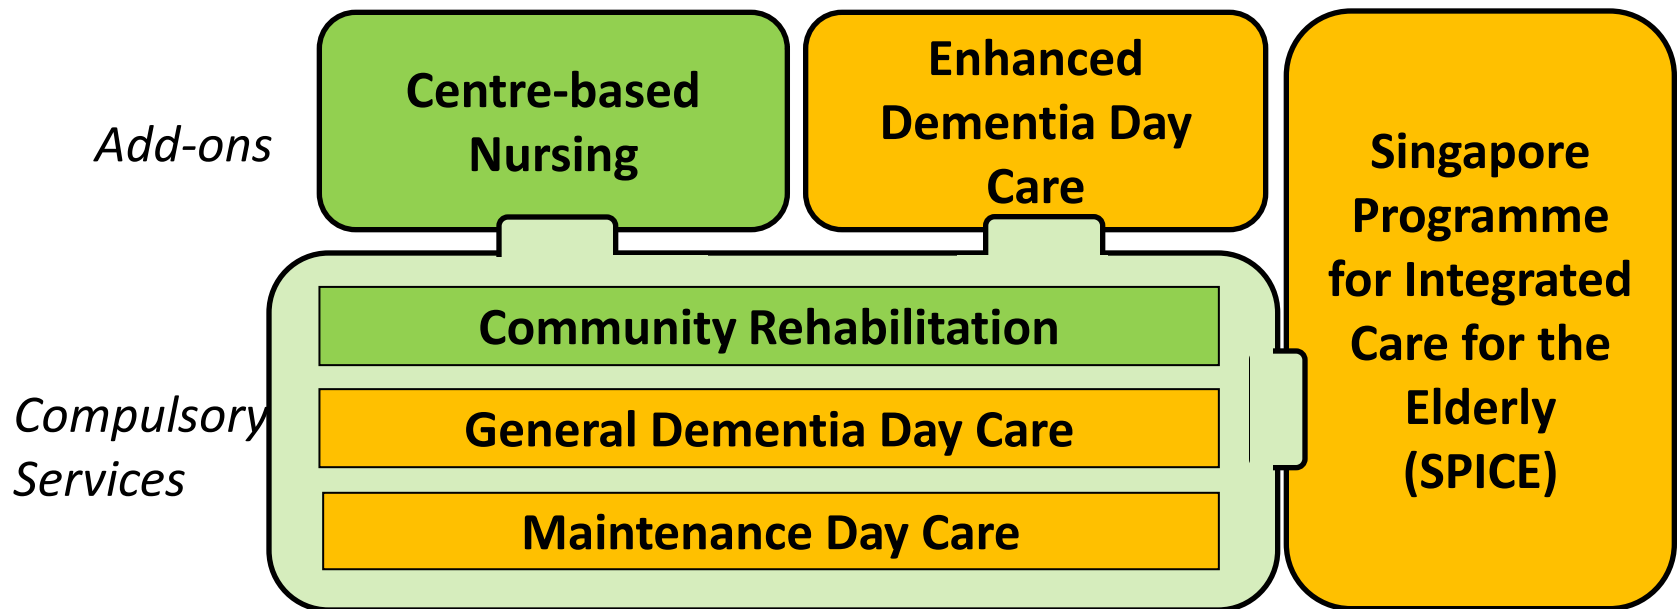 Add-ons
Centre-based
Nursing
Enhanced
Dementia Day
Care
Singapore
Programme
for Integrated
Care for the
Elderly
(SPICE)
Compulsory
Services
Community Rehabilitation
General Dementia Day Care
Maintenance Day Care